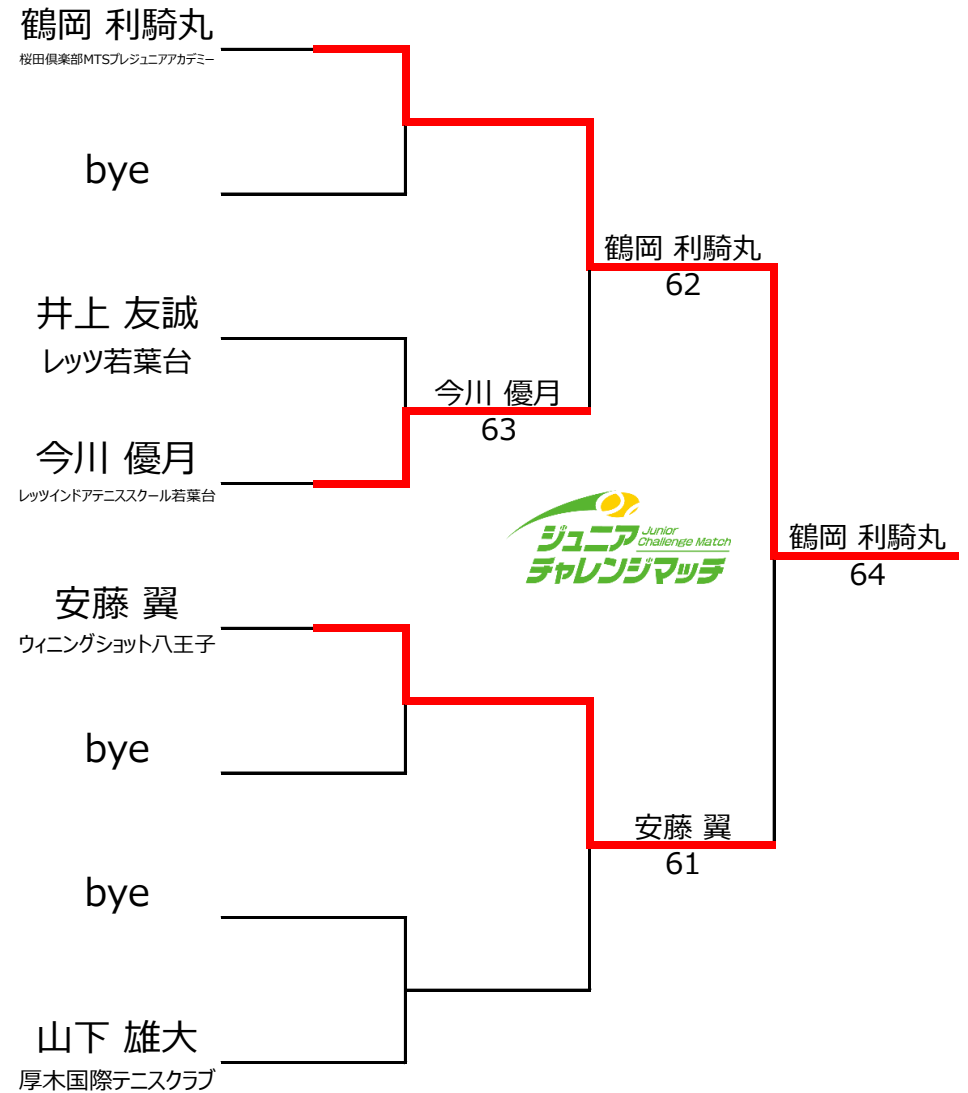 鶴岡 利騎丸
桜田倶楽部MTSプレジュニアアカデミー
bye
井上 友誠
レッツ若葉台
今川 優月
レッツインドアテニススクール若葉台
安藤 翼
ウィニングショット八王子
bye
bye
山下 雄大
厚木国際テニスクラブ
今川 優月
63
鶴岡 利騎丸
62
安藤 翼
61
鶴岡 利騎丸
64
ジュニア
Junior
Challenge Match
チャレンジマッチ